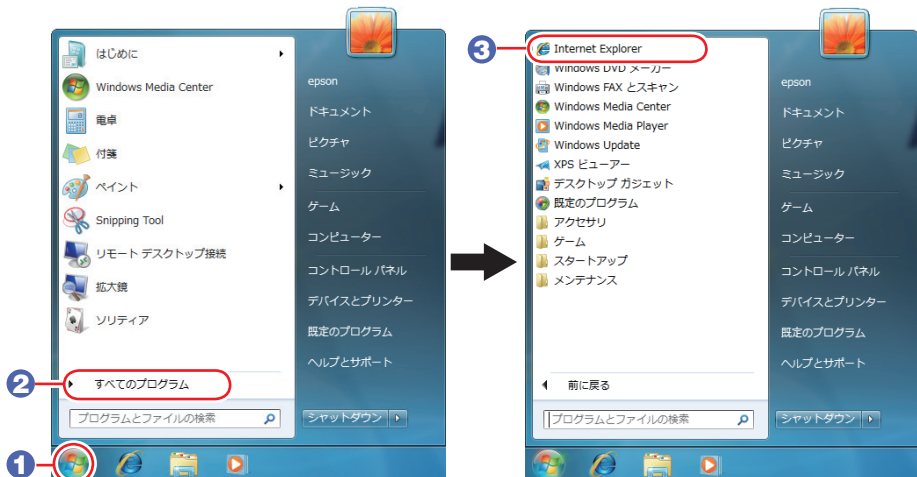 はじめに
Windows Media Center
電卓
付箋
ペイント
Snipping Tool
リモート デスクトップ接続
拡大鏡
ソリティア
2
すべてのプログラム
プログラムとファイルの検索
1
epson
ドキュメント
ピクチャ
ミュージック
ゲーム
コンピューター
コントロール パネル
デバイスとプリンター
既定のプログラム
ヘルプとサポート
シャットダウン
3
Internet Explorer
Windows DVD メーカー
Windows FAX とスキャン
Windows Media Center
Windows Media Player
Windows Update
XPS ビューアー
デスクトップ ガジェット
既定のプログラム
アクセサリ
ゲーム
スタートアップ
メンテナンス
前に戻る
プログラムとファイルの検索
epson
ドキュメント
ピクチャ
ミュージック
ゲーム
コンピューター
コントロール パネル
デバイスとプリンター
既定のプログラム
ヘルプとサポート
シャットダウン